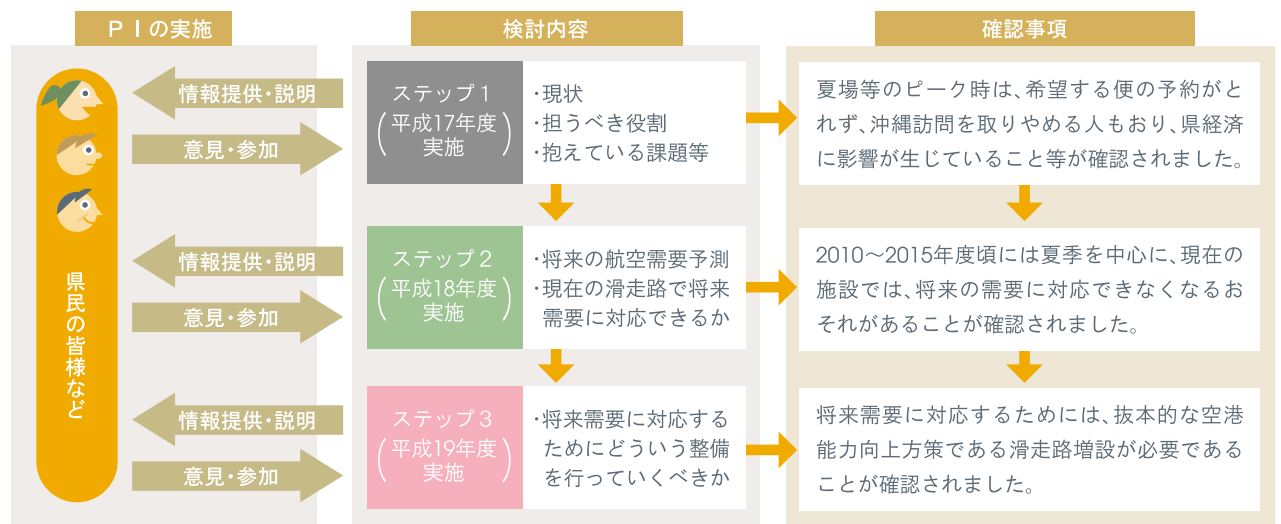 ＰＩの実施
検討内容
確認事項
県民の皆様など
情報提供・説明
意見・参加
ステップ１
（平成17年度
実施）
・現状
・担うべき役割
・抱えている課題等
夏場等のピーク時は、希望する便の予約がと
れず、沖縄訪問を取りやめる人もおり、県経済
に影響が生じていること等が確認されました。
情報提供・説明
意見・参加
ステップ２
（平成18年度
実施）
・将来の航空需要予測
・現在の滑走路で将来
需要に対応できるか
2010～2015年度頃には夏季を中心に、現在の
施設では、将来の需要に対応できなくなるお
それがあることが確認されました。
情報提供・説明
意見・参加
ステップ３
（平成19年度
実施）
・将来需要に対応する
ためにどういう整備
を行っていくべきか
将来需要に対応するためには、抜本的な空港
能力向上方策である滑走路増設が必要である
ことが確認されました。